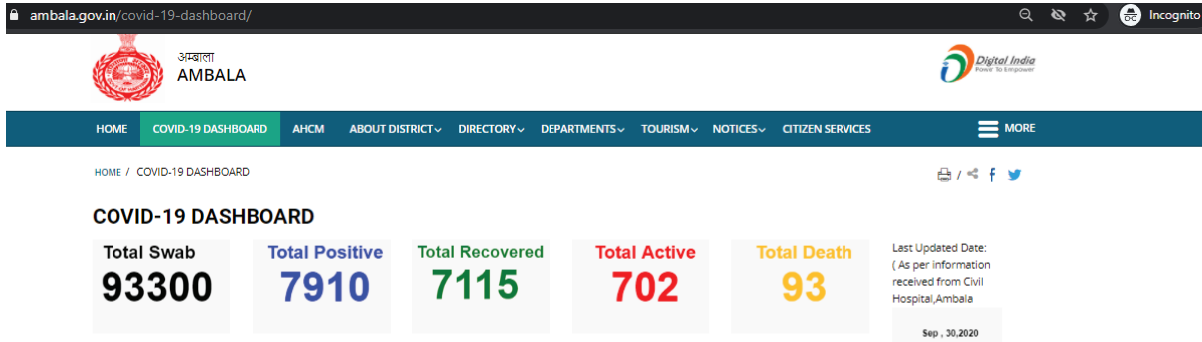 ambala.gov.in/covid-19-dashboard/
Incognito
अम्बाला
AMBALA
Digital India
Power To Empower
HOME COVID-19 DASHBOARD AHCM ABOUT DISTRICT DIRECTORY DEPARTMENTS TOURISM NOTICES CITIZEN SERVICES MORE
HOME / COVID-19 DASHBOARD
/
COVID-19 DASHBOARD
Total Swab
93300
Total Positive
7910
Total Recovered
7115
Total Active
702
Total Death
93
Last Updated Date:
( As per information
received from Civil
Hospital,Ambala
Sep , 30,2020